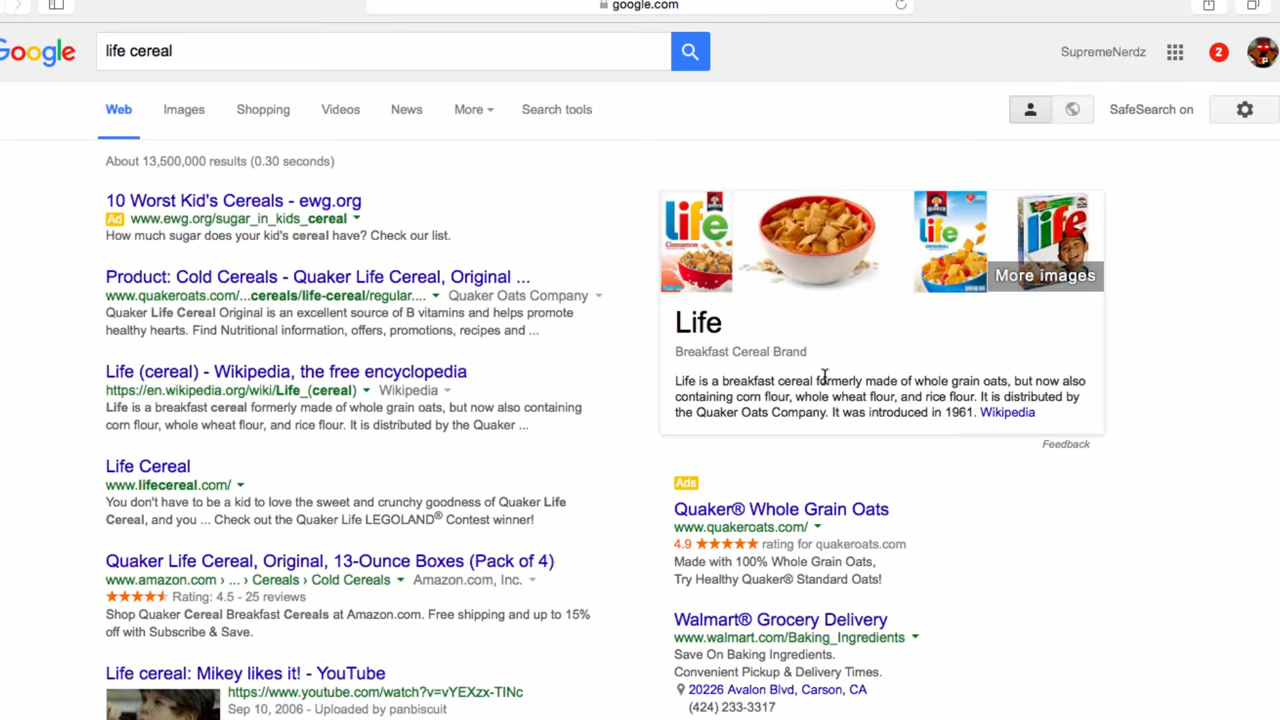 google.com
Google
life cereal
SupremeNerdz
2
Web
Images
Shopping
Videos
News
More
Search tools
SafeSearch on
About 13,500,000 results (0.30 seconds)
10 Worst Kid's Cereals - ewg.org
Ad www.ewg.org/sugar_in_kids_cereal
How much sugar does your kid's cereal have? Check our list.
Product: Cold Cereals - Quaker Life Cereal, Original ...
www.quakeroats.com/...cereals/life-cereal/regular.... Quaker Oats Company
Quaker Life Cereal Original is an excellent source of B vitamins and helps promote
healthy hearts. Find Nutritional information, offers, promotions, recipes and ...
Life (cereal) - Wikipedia, the free encyclopedia
https://en.wikipedia.org/wiki/Life_(cereal) Wikipedia
Life is a breakfast cereal formerly made of whole grain oats, but now also containing
corn flour, whole wheat flour, and rice flour. It is distributed by the Quaker ...
Life Cereal
www.lifecereal.com/
You don't have to be a kid to love the sweet and crunchy goodness of Quaker Life
Cereal, and you ... Check out the Quaker Life LEGOLAND® Contest winner!
Quaker Life Cereal, Original, 13-Ounce Boxes (Pack of 4)
www.amazon.com › ... › Cereals › Cold Cereals Amazon.com, Inc.
Rating: 4.5 - 25 reviews
Shop Quaker Cereal Breakfast Cereals at Amazon.com. Free shipping and up to 15%
off with Subscribe & Save.
Life cereal: Mikey likes it! - YouTube
https://www.youtube.com/watch?v=vYEXzx-TINc
Sep 10, 2006 - Uploaded by panbiscuit
life
Cinnamon
QUAKER
life
ORIGINAL
life
More images
Life
Breakfast Cereal Brand
Life is a breakfast cereal formerly made of whole grain oats, but now also
containing corn flour, whole wheat flour, and rice flour. It is distributed by
the Quaker Oats Company. It was introduced in 1961. Wikipedia
Feedback
Ads
Quaker® Whole Grain Oats
www.quakeroats.com/
4.9 rating for quakeroats.com
Made with 100% Whole Grain Oats,
Try Healthy Quaker® Standard Oats!
Walmart® Grocery Delivery
www.walmart.com/Baking_Ingredients
Save On Baking Ingredients.
Convenient Pickup & Delivery Times.
20226 Avalon Blvd, Carson, CA
(424) 233-3317